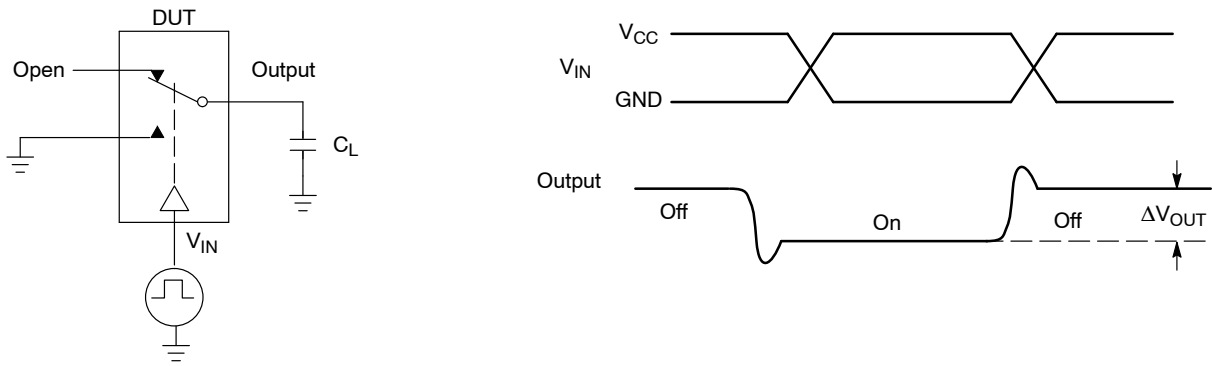 DUT
Open
Output
C_L
V_IN
V_CC
V_IN
GND
Output
Off
On
Off
ΔV_OUT